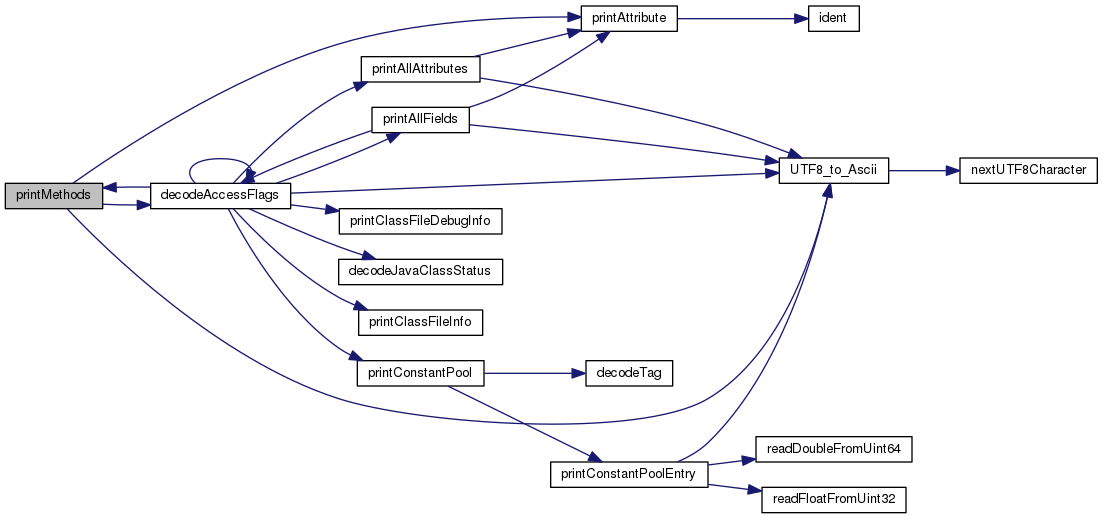 printAttribute
ident
printAllAttributes
printAllFields
UTF8_to_Ascii
nextUTF8Character
printMethods
decodeAccessFlags
printClassFileDebugInfo
decodeJavaClassStatus
printClassFileInfo
printConstantPool
decodeTag
readDoubleFromUint64
printConstantPoolEntry
readFloatFromUint32